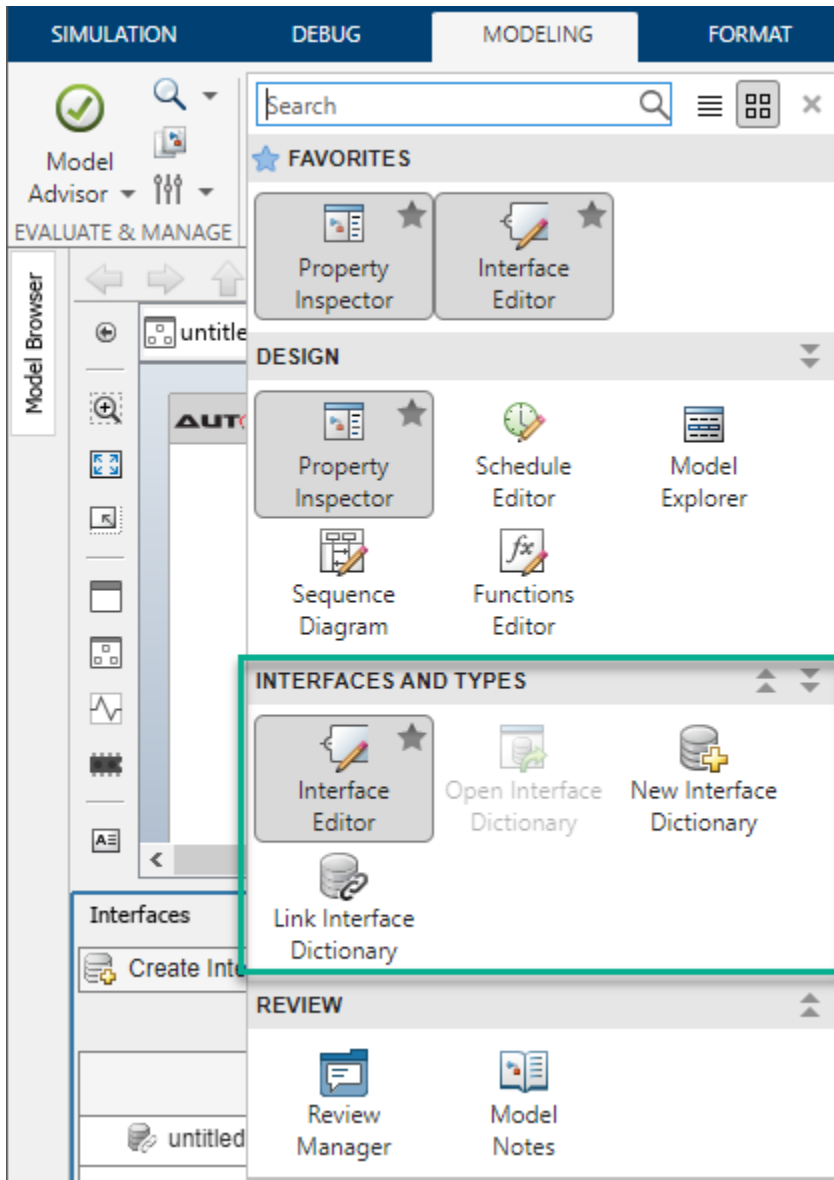 SIMULATION DEBUG MODELING FORMAT
Search
Model
Advisor
EVALUATE & MANAGE
FAVORITES
Property
Inspector
Interface
Editor
Model Browser
untitle
DESIGN
AUT
Property
Inspector
Schedule
Editor
Model
Explorer
Sequence
Diagram
Functions
Editor
INTERFACES AND TYPES
Interface
Editor
Open Interface
Dictionary
New Interface
Dictionary
Link Interface
Dictionary
Interfaces
Create Inte
REVIEW
Review
Manager
Model
Notes
untitled